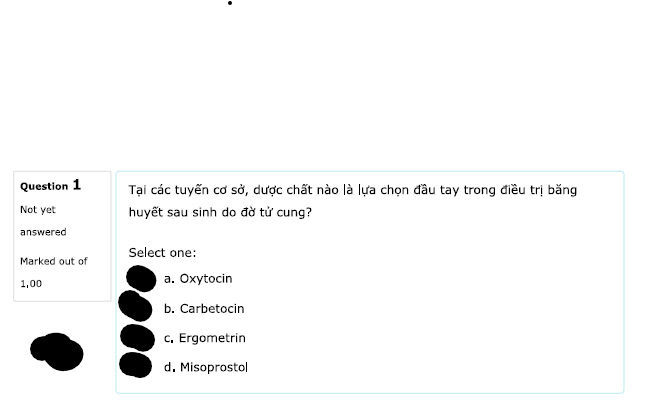 Question 1
Not yet
answered
Marked out of
1,00
Tại các tuyến cơ sở, dược chất nào là lựa chọn đầu tay trong điều trị băng
huyết sau sinh do đờ tử cung?
Select one:
a. Oxytocin
b. Carbetocin
c. Ergometrin
d. Misoprostol